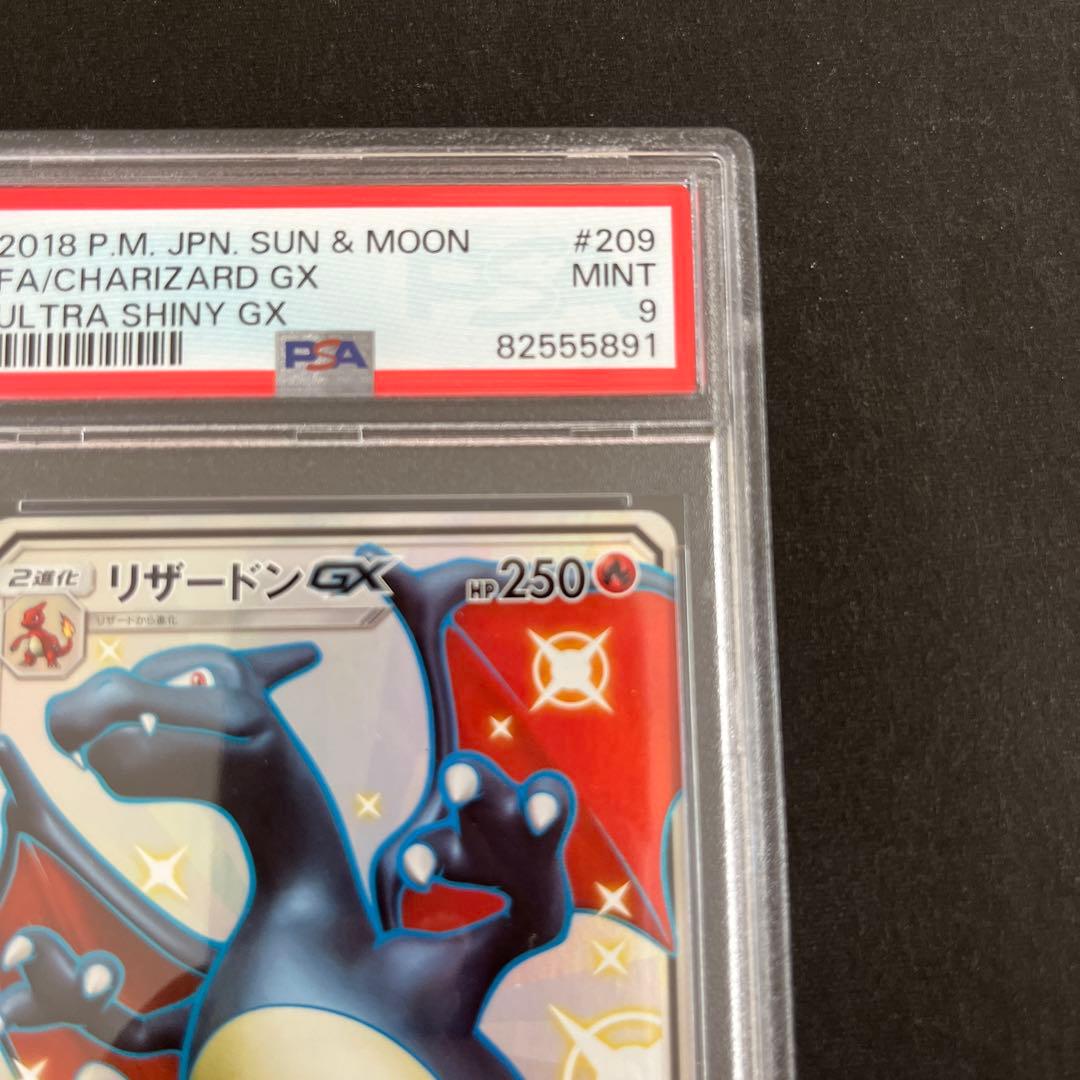 2018 P.M. JPN. SUN & MOON #209
FA/CHARIZARD GX MINT
ULTRA SHINY GX 9
PSA 82555891
2進化 リザードンGX HP250
リザードから進化